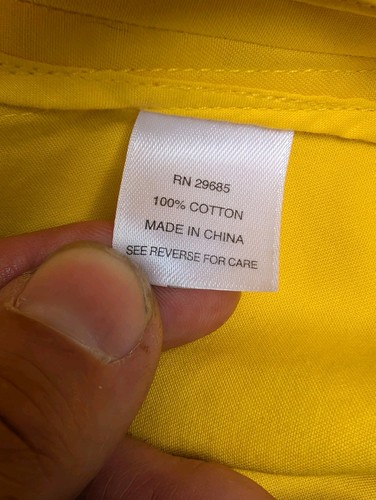 RN 29685
100% COTTON
MADE IN CHINA
SEE REVERSE FOR CARE